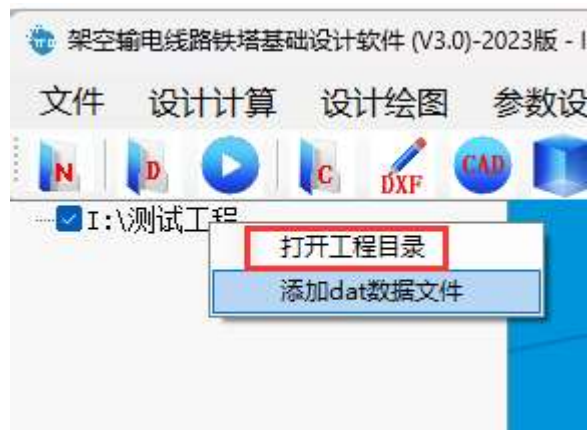 架空输电线路铁塔基础设计软件 (V3.0)-2023版 - I
文件 设计计算 设计绘图 参数设
N D C DXF CAD
I:\测试工程
打开工程目录
添加dat数据文件